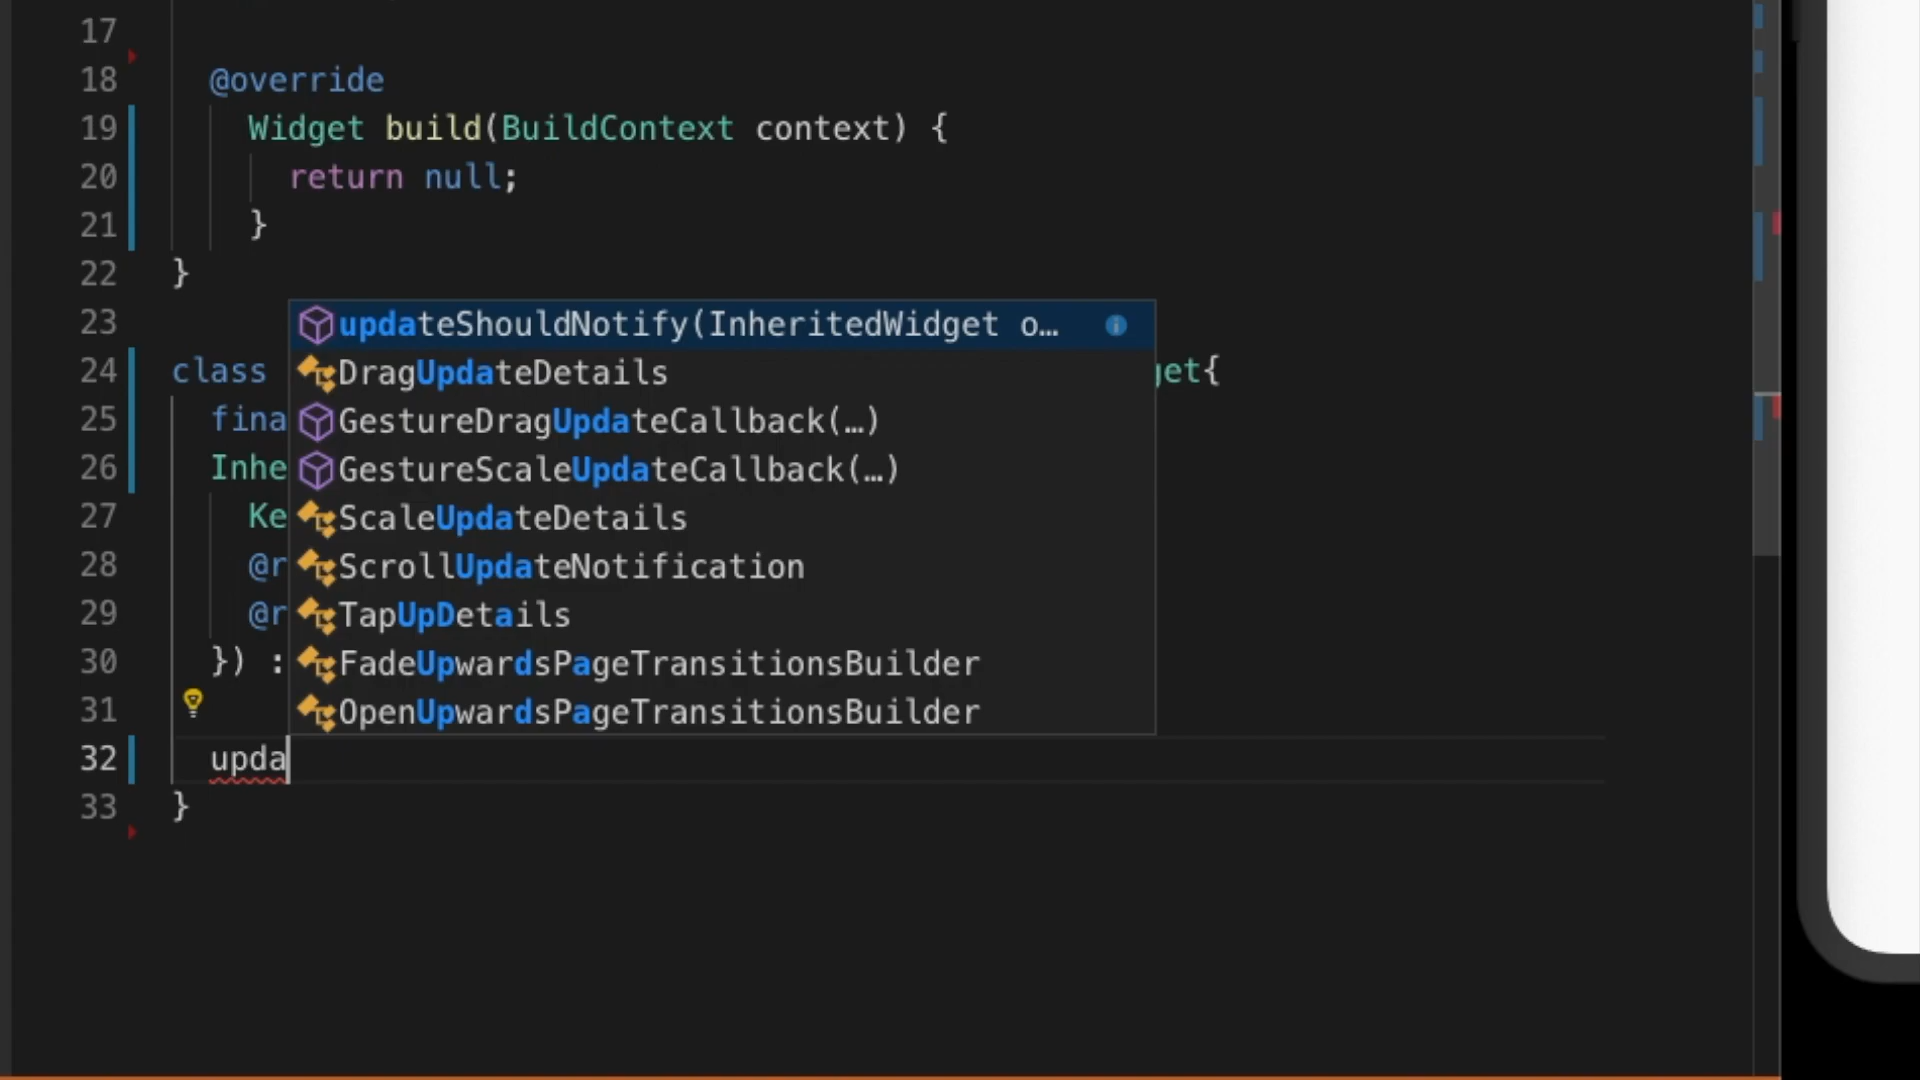 17
18 @override
19 Widget build(BuildContext context) {
20 return null;
21 }
22 }
23
updateShouldNotify(InheritedWidget o…
24 class get{
DragUpdateDetails
25 fina
GestureDragUpdateCallback(…)
26 Inhe
GestureScaleUpdateCallback(…)
27 Ke
ScaleUpdateDetails
28 @r
ScrollUpdateNotification
29 @r
TapUpDetails
30 }) :
FadeUpwardsPageTransitionsBuilder
31
OpenUpwardsPageTransitionsBuilder
32 upda
33 }